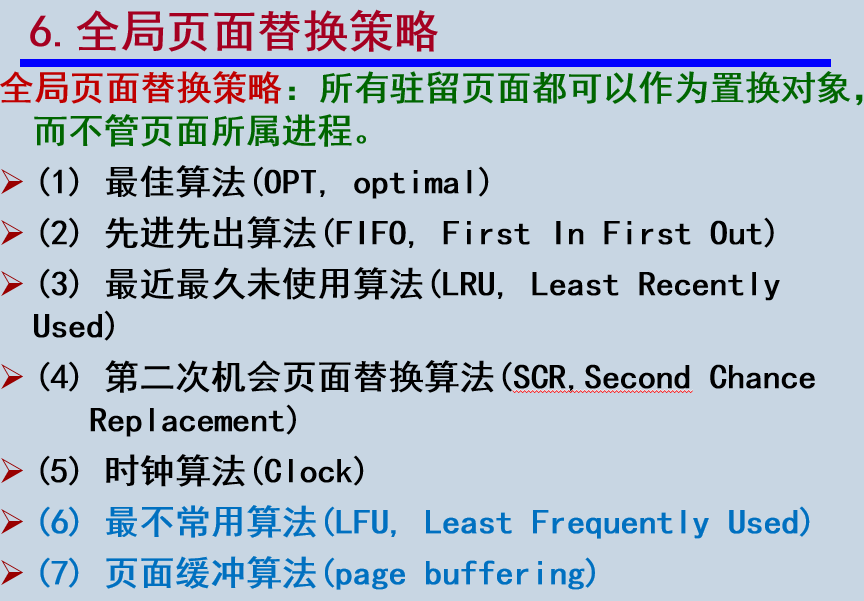 6.全局页面替换策略
全局页面替换策略：所有驻留页面都可以作为置换对象，
而不管页面所属进程。
(1) 最佳算法(OPT, optimal)
(2) 先进先出算法(FIFO, First In First Out)
(3) 最近最久未使用算法(LRU, Least Recently
Used)
(4) 第二次机会页面替换算法(SCR,Second Chance
Replacement)
(5) 时钟算法(Clock)
(6) 最不常用算法(LFU, Least Frequently Used)
(7) 页面缓冲算法(page buffering)